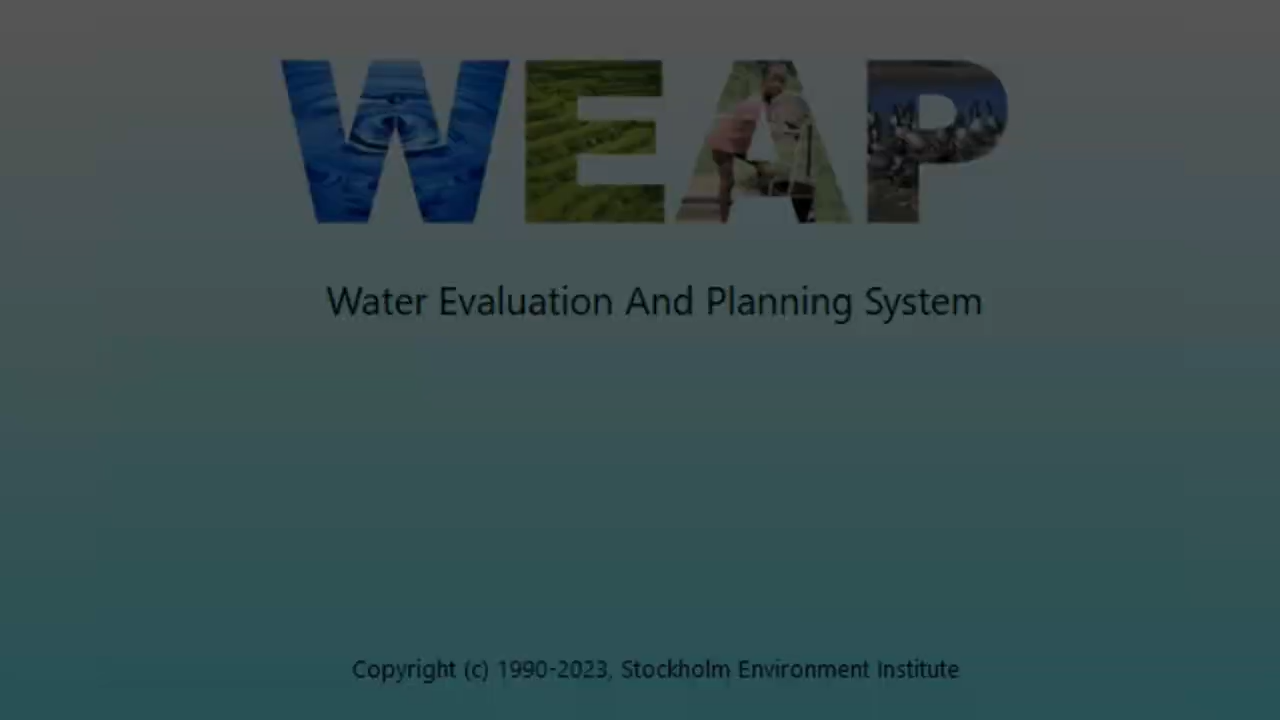 WEAP
Water Evaluation And Planning System
Copyright (c) 1990-2023, Stockholm Environment Institute